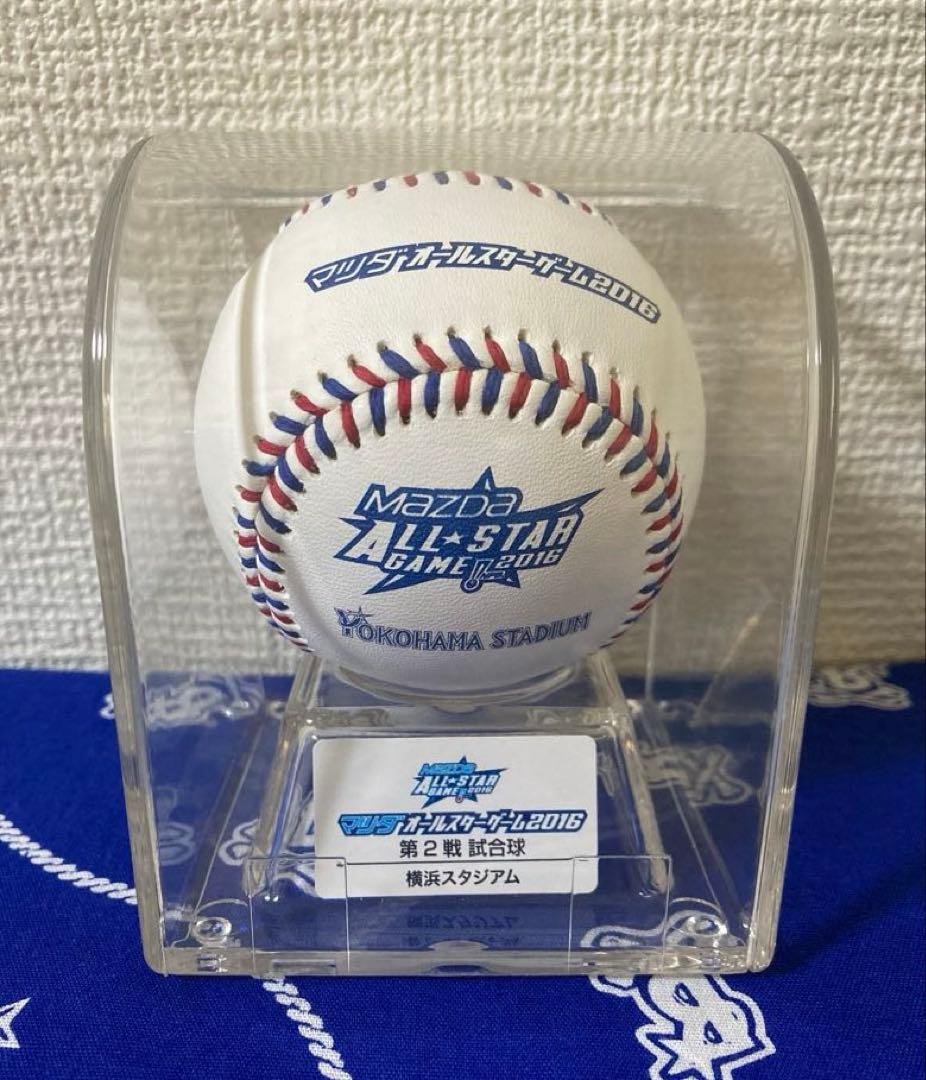 マツダオールスターゲーム2016
MAZDA
ALL★STAR
GAME 2016
YOKOHAMA STADIUM
MAZDA
ALL★STAR
GAME 2016
マツダオールスターゲーム2016
第2戦 試合球
横浜スタジアム